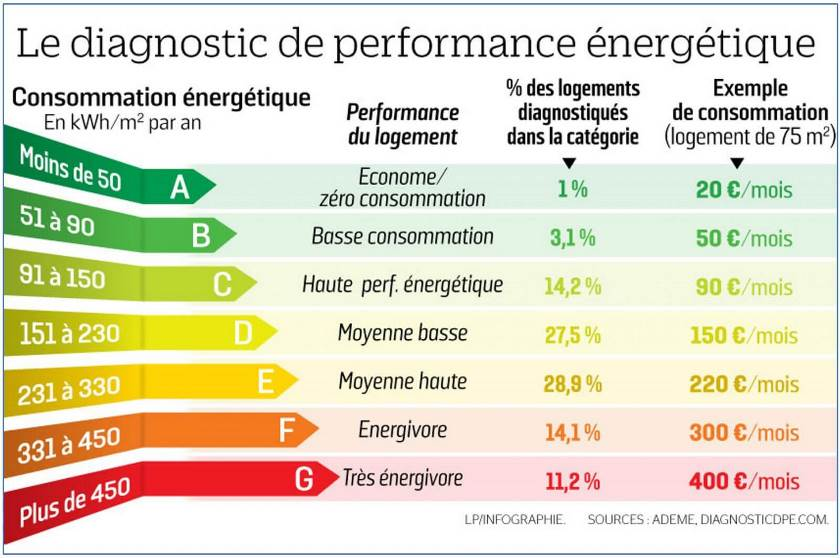 Le diagnostic de performance énergétique
Consommation énergétique
En kWh/m² par an
Performance
du logement
% des logements
diagnostiqués
dans la catégorie
Exemple
de consommation
(logement de 75 m²)
Moins de 50 A Econome/
zéro consommation 1 % 20 €/mois
51 à 90 B Basse consommation 3,1 % 50 €/mois
91 à 150 C Haute perf. énergétique 14,2 % 90 €/mois
151 à 230 D Moyenne basse 27,5 % 150 €/mois
231 à 330 E Moyenne haute 28,9 % 220 €/mois
331 à 450 F Energivore 14,1 % 300 €/mois
Plus de 450 G Très énergivore 11,2 % 400 €/mois
LP/INFOGRAPHIE. SOURCES : ADEME, DIAGNOSTICDPE.COM.